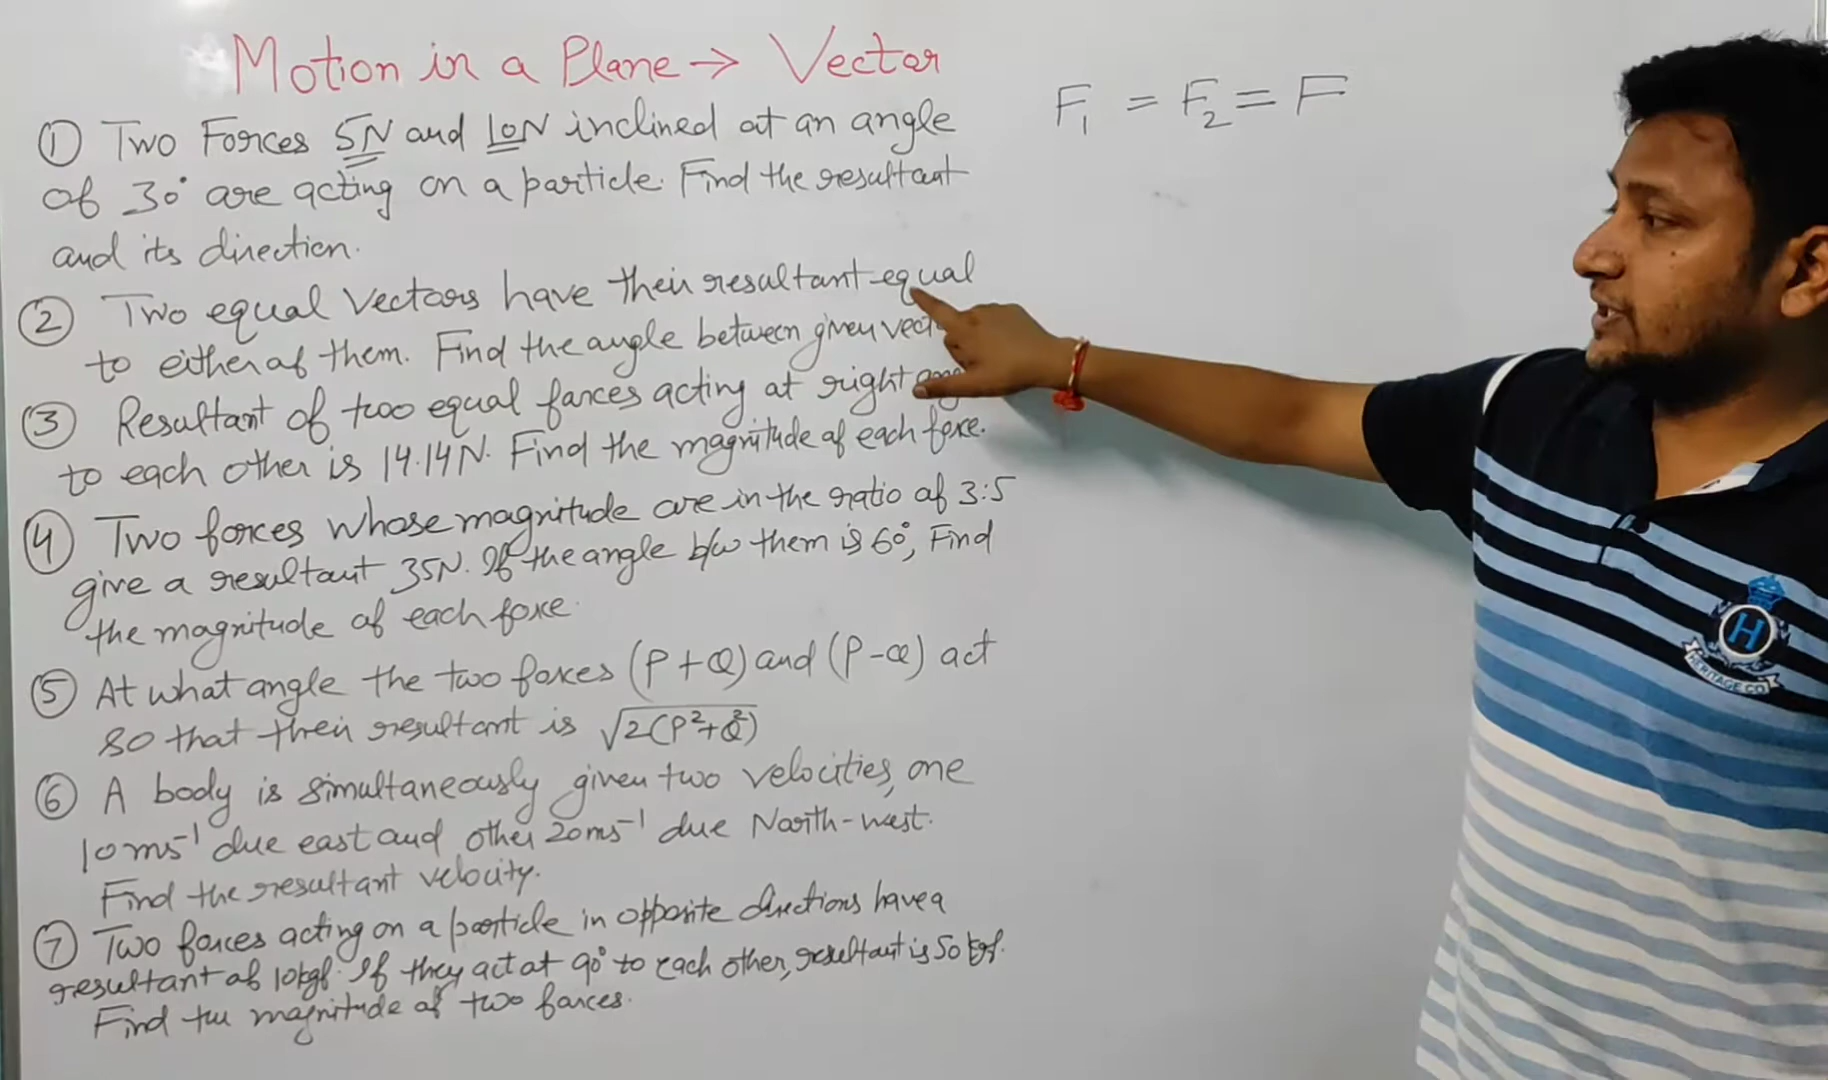 Motion in a Plane → Vector
F₁ = F₂ = F
① Two Forces 5N and 10N inclined at an angle
of 30° are acting on a particle. Find the resultant
and its direction.
② Two equal Vectors have their resultant equal
to either of them. Find the angle between given
③ Resultant of two equal forces acting at right
to each other is 14.14N. Find the magnitude of each force.
④ Two forces whose magnitude are in the ratio of 3:5
give a resultant 35N. If the angle b/w them is 60°, Find
the magnitude of each force.
⑤ At what angle the two forces (P+Q) and (P-Q) act
so that their resultant is √2(P²+Q²)
⑥ A body is simultaneously given two velocities, one
10ms⁻¹ due east and other 20ms⁻¹ due North-west.
Find the resultant velocity.
⑦ Two forces acting on a particle in opposite directions have a
resultant of 10kgf. If they act at 90° to each other, resultant is 50 kgf.
Find the magnitude of two forces.
H
HERITAGE CO